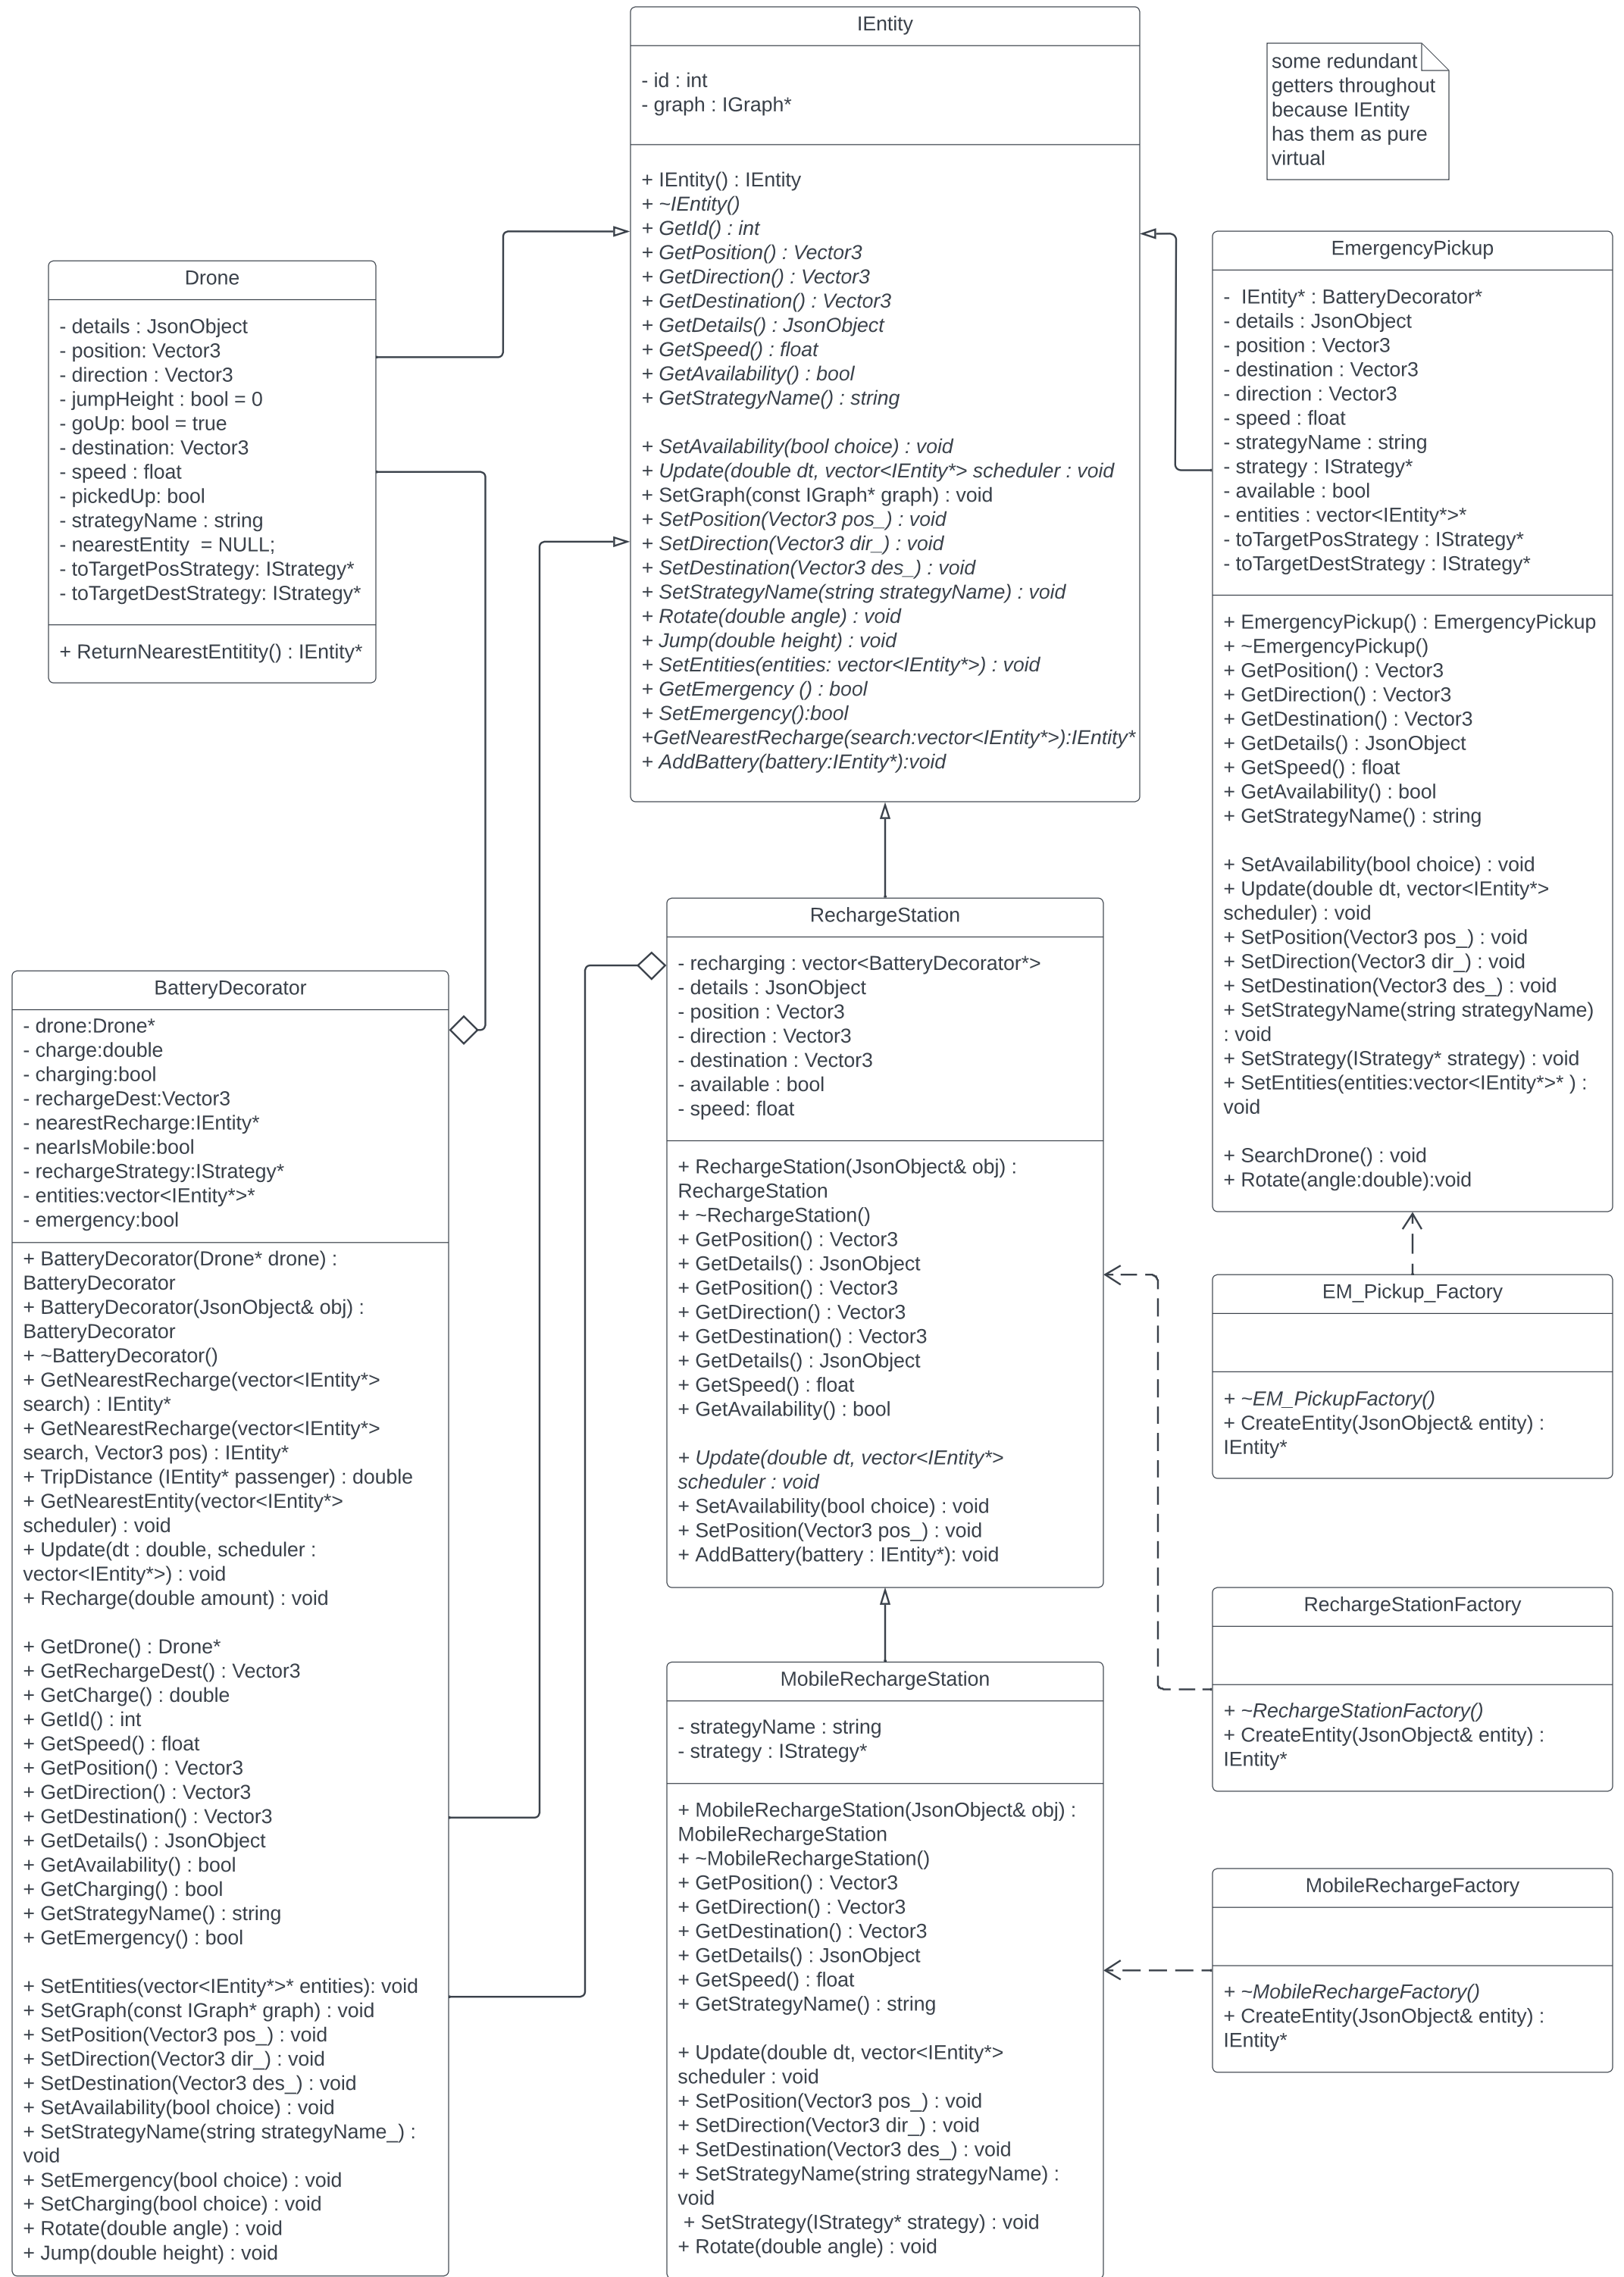 IEntity
- id : int
- graph : IGraph*
+ IEntity() : IEntity
+ ~IEntity()
+ GetId() : int
+ GetPosition() : Vector3
+ GetDirection() : Vector3
+ GetDestination() : Vector3
+ GetDetails() : JsonObject
+ GetSpeed() : float
+ GetAvailability() : bool
+ GetStrategyName() : string
+ SetAvailability(bool choice) : void
+ Update(double dt, vector<IEntity*> scheduler : void
+ SetGraph(const IGraph* graph) : void
+ SetPosition(Vector3 pos_) : void
+ SetDirection(Vector3 dir_) : void
+ SetDestination(Vector3 des_) : void
+ SetStrategyName(string strategyName) : void
+ Rotate(double angle) : void
+ Jump(double height) : void
+ SetEntities(entities: vector<IEntity*>) : void
+ GetEmergency () : bool
+ SetEmergency():bool
+GetNearestRecharge(search:vector<IEntity*>):IEntity*
+ AddBattery(battery:IEntity*):void
some redundant
getters throughout
because IEntity
has them as pure
virtual
Drone
- details : JsonObject
- position: Vector3
- direction : Vector3
- jumpHeight : bool = 0
- goUp: bool = true
- destination: Vector3
- speed : float
- pickedUp: bool
- strategyName : string
- nearestEntity  = NULL;
- toTargetPosStrategy: IStrategy*
- toTargetDestStrategy: IStrategy*
+ ReturnNearestEntitity() : IEntity*
EmergencyPickup
-  IEntity* : BatteryDecorator*
- details : JsonObject
- position : Vector3
- destination : Vector3
- direction : Vector3
- speed : float
- strategyName : string
- strategy : IStrategy*
- available : bool
- entities : vector<IEntity*>*
- toTargetPosStrategy : IStrategy*
- toTargetDestStrategy : IStrategy*
+ EmergencyPickup() : EmergencyPickup
+ ~EmergencyPickup()
+ GetPosition() : Vector3
+ GetDirection() : Vector3
+ GetDestination() : Vector3
+ GetDetails() : JsonObject
+ GetSpeed() : float
+ GetAvailability() : bool
+ GetStrategyName() : string
+ SetAvailability(bool choice) : void
+ Update(double dt, vector<IEntity*>
scheduler) : void
+ SetPosition(Vector3 pos_) : void
+ SetDirection(Vector3 dir_) : void
+ SetDestination(Vector3 des_) : void
+ SetStrategyName(string strategyName)
: void
+ SetStrategy(IStrategy* strategy) : void
+ SetEntities(entities:vector<IEntity*>* ) :
void
+ SearchDrone() : void
+ Rotate(angle:double):void
BatteryDecorator
- drone:Drone*
- charge:double
- charging:bool
- rechargeDest:Vector3
- nearestRecharge:IEntity*
- nearIsMobile:bool
- rechargeStrategy:IStrategy*
- entities:vector<IEntity*>*
- emergency:bool
+ BatteryDecorator(Drone* drone) :
BatteryDecorator
+ BatteryDecorator(JsonObject& obj) :
BatteryDecorator
+ ~BatteryDecorator()
+ GetNearestRecharge(vector<IEntity*>
search) : IEntity*
+ GetNearestRecharge(vector<IEntity*>
search, Vector3 pos) : IEntity*
+ TripDistance (IEntity* passenger) : double
+ GetNearestEntity(vector<IEntity*>
scheduler) : void
+ Update(dt : double, scheduler :
vector<IEntity*>) : void
+ Recharge(double amount) : void
+ GetDrone() : Drone*
+ GetRechargeDest() : Vector3
+ GetCharge() : double
+ GetId() : int
+ GetSpeed() : float
+ GetPosition() : Vector3
+ GetDirection() : Vector3
+ GetDestination() : Vector3
+ GetDetails() : JsonObject
+ GetAvailability() : bool
+ GetCharging() : bool
+ GetStrategyName() : string
+ GetEmergency() : bool
+ SetEntities(vector<IEntity*>* entities): void
+ SetGraph(const IGraph* graph) : void
+ SetPosition(Vector3 pos_) : void
+ SetDirection(Vector3 dir_) : void
+ SetDestination(Vector3 des_) : void
+ SetAvailability(bool choice) : void
+ SetStrategyName(string strategyName_) :
void
+ SetEmergency(bool choice) : void
+ SetCharging(bool choice) : void
+ Rotate(double angle) : void
+ Jump(double height) : void
RechargeStation
- recharging : vector<BatteryDecorator*>
- details : JsonObject
- position : Vector3
- direction : Vector3
- destination : Vector3
- available : bool
- speed: float
+ RechargeStation(JsonObject& obj) :
RechargeStation
+ ~RechargeStation()
+ GetPosition() : Vector3
+ GetDetails() : JsonObject
+ GetPosition() : Vector3
+ GetDirection() : Vector3
+ GetDestination() : Vector3
+ GetDetails() : JsonObject
+ GetSpeed() : float
+ GetAvailability() : bool
+ Update(double dt, vector<IEntity*>
scheduler : void
+ SetAvailability(bool choice) : void
+ SetPosition(Vector3 pos_) : void
+ AddBattery(battery : IEntity*): void
MobileRechargeStation
- strategyName : string
- strategy : IStrategy*
+ MobileRechargeStation(JsonObject& obj) :
MobileRechargeStation
+ ~MobileRechargeStation()
+ GetPosition() : Vector3
+ GetDirection() : Vector3
+ GetDestination() : Vector3
+ GetDetails() : JsonObject
+ GetSpeed() : float
+ GetStrategyName() : string
+ Update(double dt, vector<IEntity*>
scheduler : void
+ SetPosition(Vector3 pos_) : void
+ SetDirection(Vector3 dir_) : void
+ SetDestination(Vector3 des_) : void
+ SetStrategyName(string strategyName) :
void
+ SetStrategy(IStrategy* strategy) : void
+ Rotate(double angle) : void
EM_Pickup_Factory
+ ~EM_PickupFactory()
+ CreateEntity(JsonObject& entity) :
IEntity*
RechargeStationFactory
+ ~RechargeStationFactory()
+ CreateEntity(JsonObject& entity) :
IEntity*
MobileRechargeFactory
+ ~MobileRechargeFactory()
+ CreateEntity(JsonObject& entity) :
IEntity*